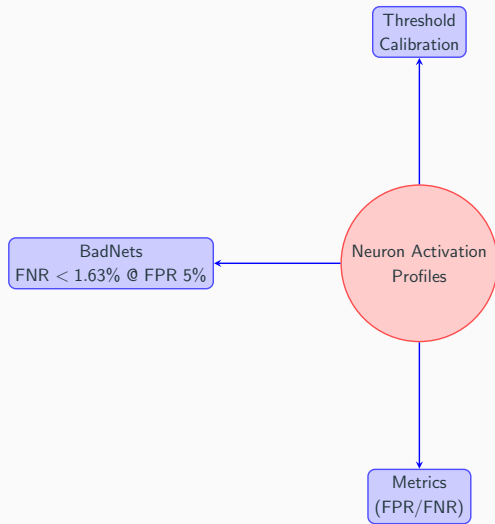 Threshold
Calibration
Neuron Activation
Profiles
BadNets
FNR < 1.63% @ FPR 5%
Metrics
(FPR/FNR)